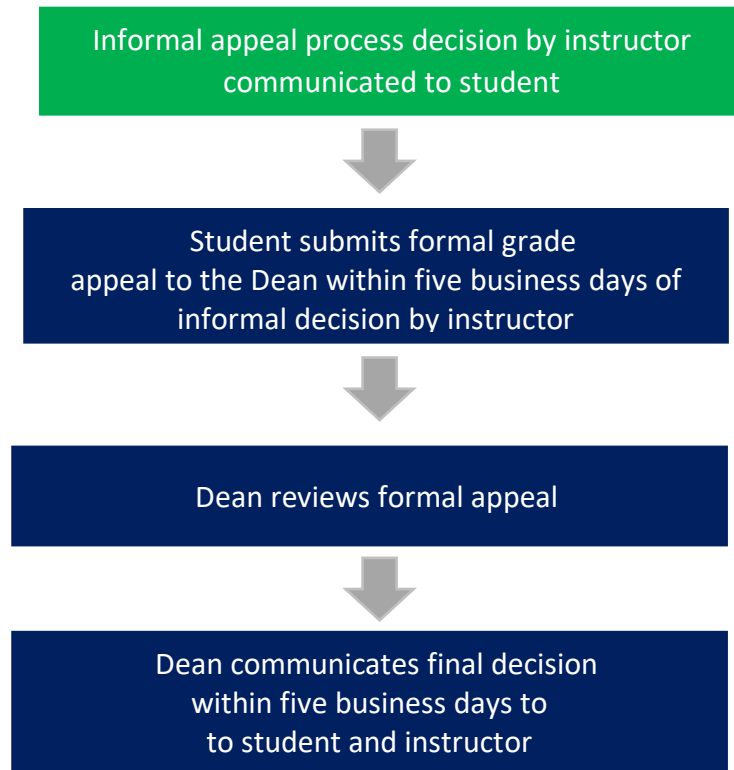 Informal appeal process decision by instructor
communicated to student
Student submits formal grade
appeal to the Dean within five business days of
informal decision by instructor
Dean reviews formal appeal
Dean communicates final decision
within five business days to
to student and instructor